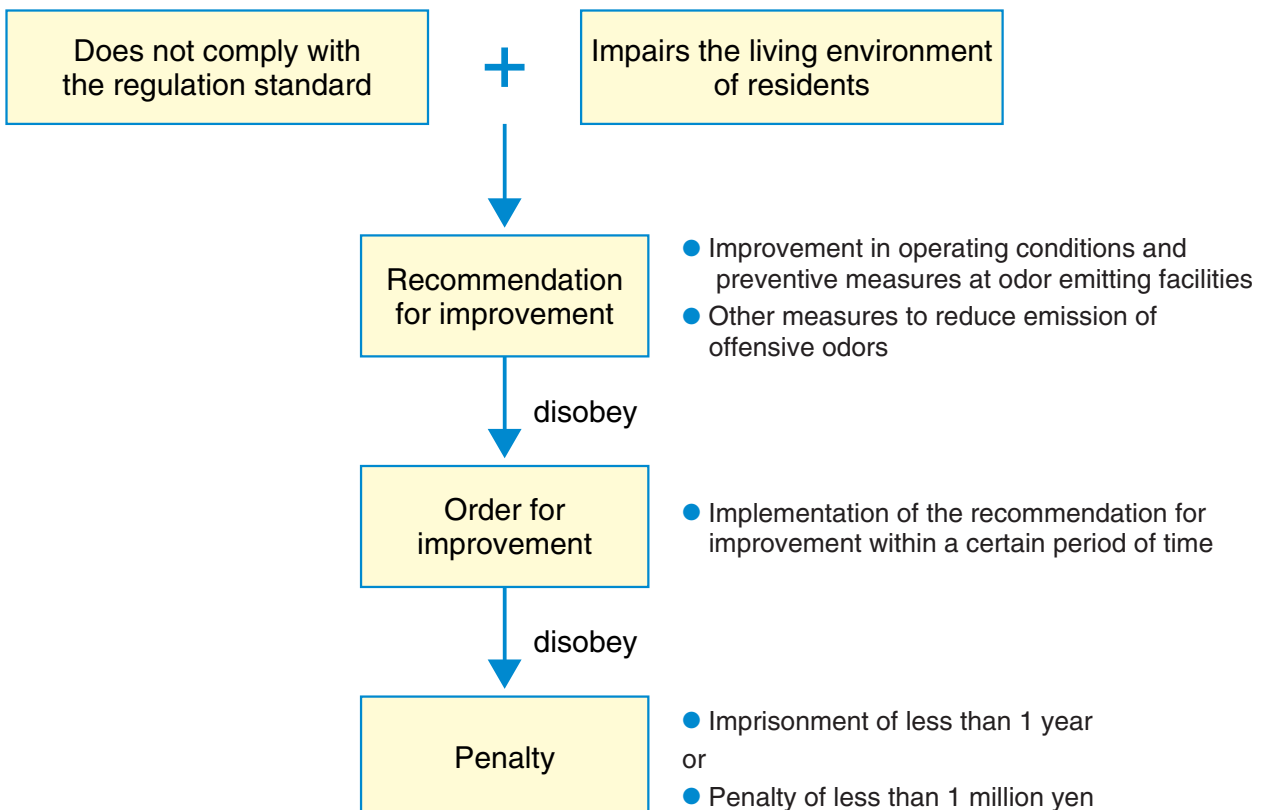 Does not comply with
the regulation standard
+
Impairs the living environment
of residents
Recommendation
for improvement
● Improvement in operating conditions and
preventive measures at odor emitting facilities
● Other measures to reduce emission of
offensive odors
disobey
Order for
improvement
● Implementation of the recommendation for
improvement within a certain period of time
disobey
Penalty
● Imprisonment of less than 1 year
or
● Penalty of less than 1 million yen